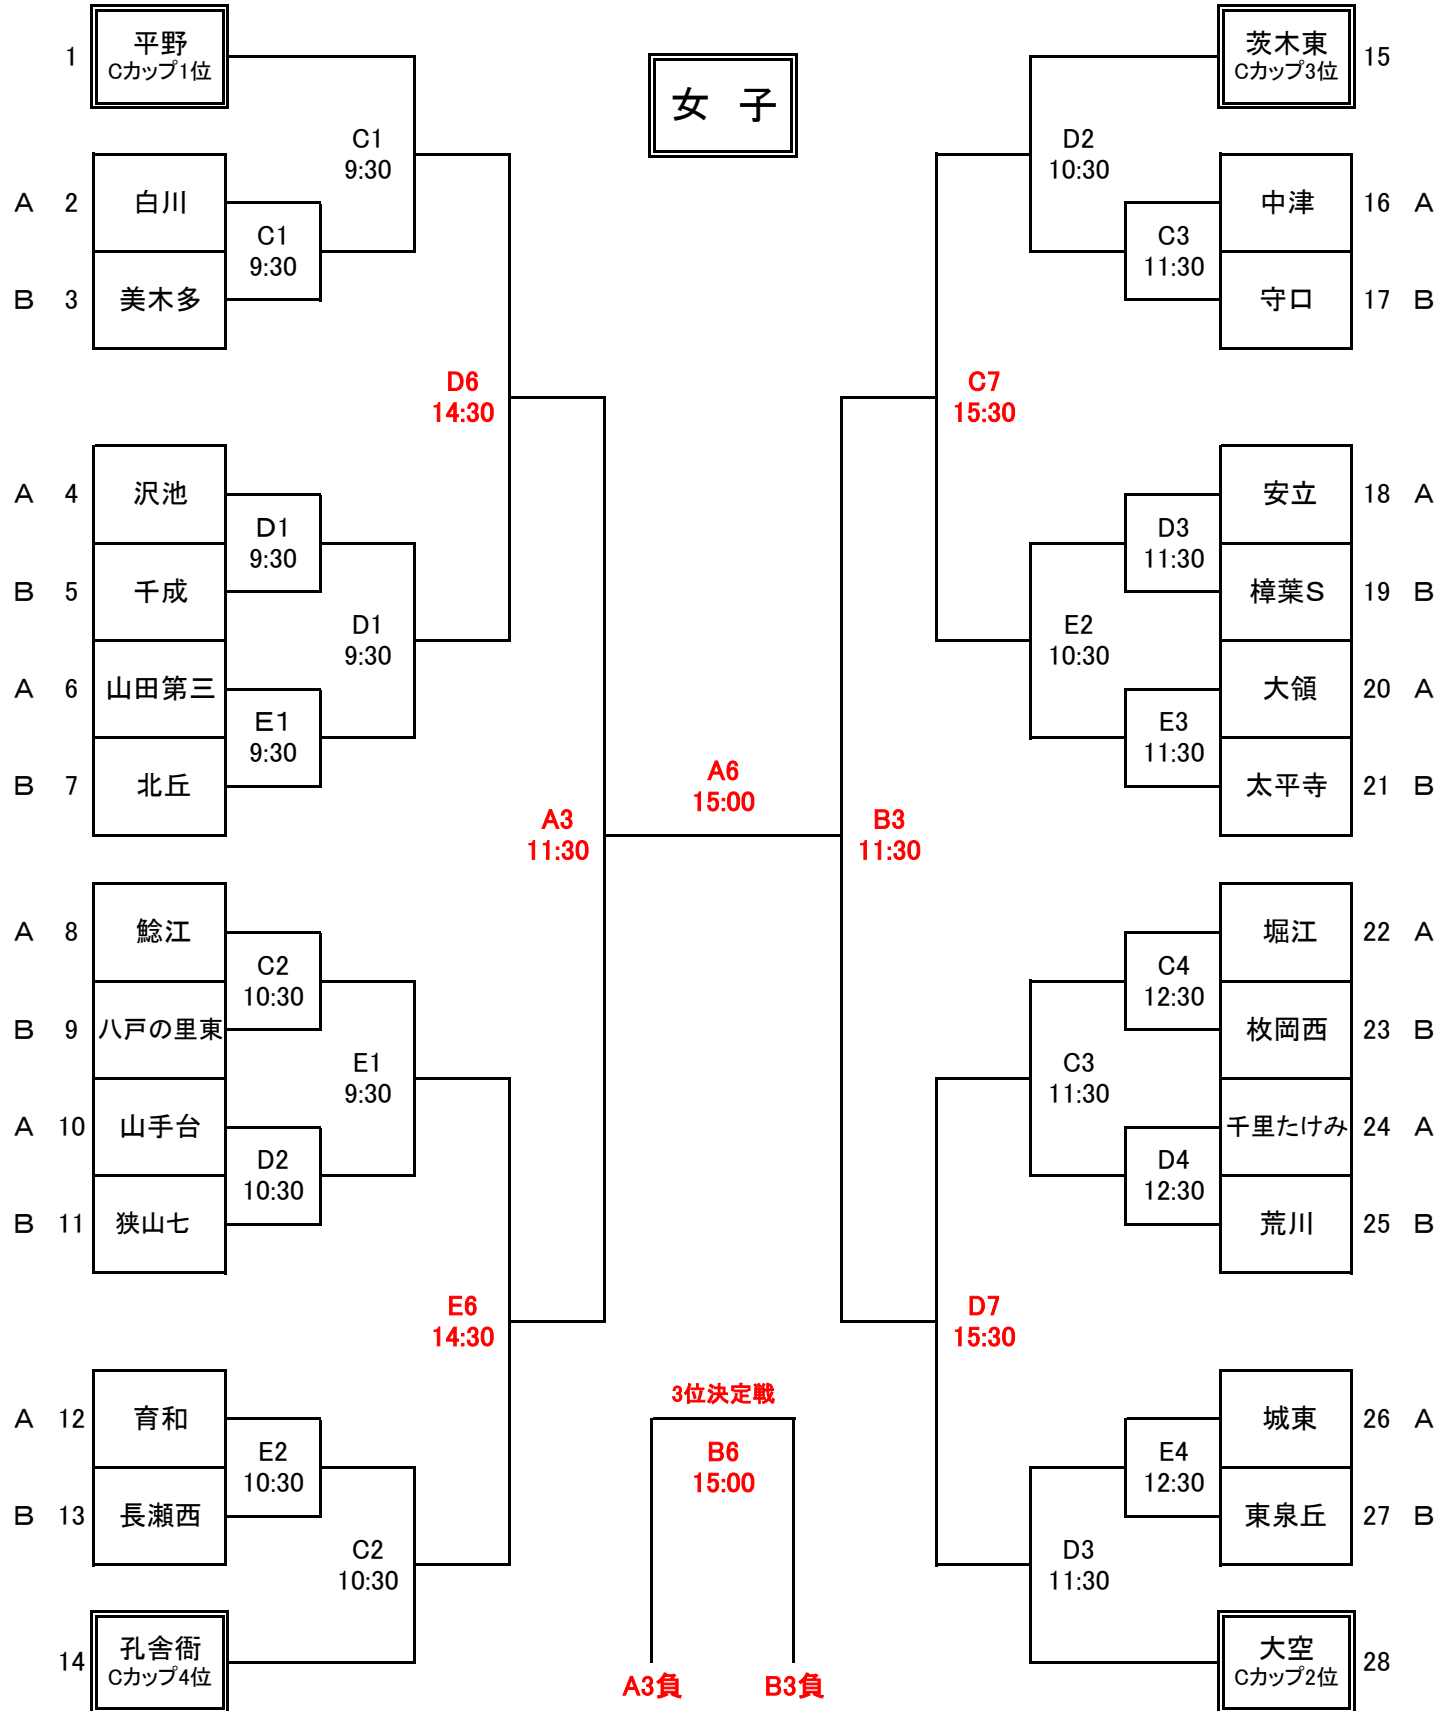 女 子
1 平野
Cカップ1位
C1
9:30
A 2 白川
C1
9:30
B 3 美木多
D6
14:30
A 4 沢池
D1
9:30
B 5 千成
D1
9:30
A 6 山田第三
E1
9:30
B 7 北丘
A3
11:30
A 8 鯰江
C2
10:30
B 9 八戸の里東
E1
9:30
A 10 山手台
D2
10:30
B 11 狭山七
E6
14:30
A 12 育和
E2
10:30
B 13 長瀬西
C2
10:30
14 孔舎衙
Cカップ4位
A6
15:00
3位決定戦
B6
15:00
A3負 B3負
茨木東 15
Cカップ3位
D2
10:30
中津 16 A
C3
11:30
守口 17 B
C7
15:30
安立 18 A
D3
11:30
樟葉S 19 B
E2
10:30
大領 20 A
E3
11:30
太平寺 21 B
B3
11:30
堀江 22 A
C4
12:30
枚岡西 23 B
C3
11:30
千里たけみ 24 A
D4
12:30
荒川 25 B
D7
15:30
城東 26 A
E4
12:30
東泉丘 27 B
D3
11:30
大空 28
Cカップ2位